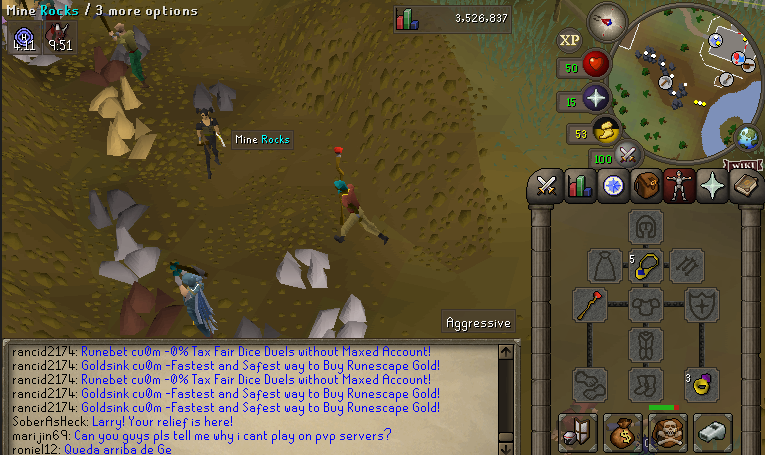 Mine Rocks / 3 more options
4:11
9:51
3,526,837
XP
50
15
53
100
WIKI
Mine Rocks
5
Aggressive
3
rancid2174: Runebet cu0m -0% Tax Fair Dice Duels without Maxed Account!
rancid2174: Goldsink cu0m -Fastest and Safest way to Buy Runescape Gold!
rancid2174: Runebet cu0m -0% Tax Fair Dice Duels without Maxed Account!
rancid2174: Goldsink cu0m -Fastest and Safest way to Buy Runescape Gold!
rancid2174: Goldsink cu0m -Fastest and Safest way to Buy Runescape Gold!
SoberAsHeck: Larry! Your relief is here!
marijin69: Can you guys pls tell me why i cant play on pvp servers?
roniel12: Queda arriba de Ge